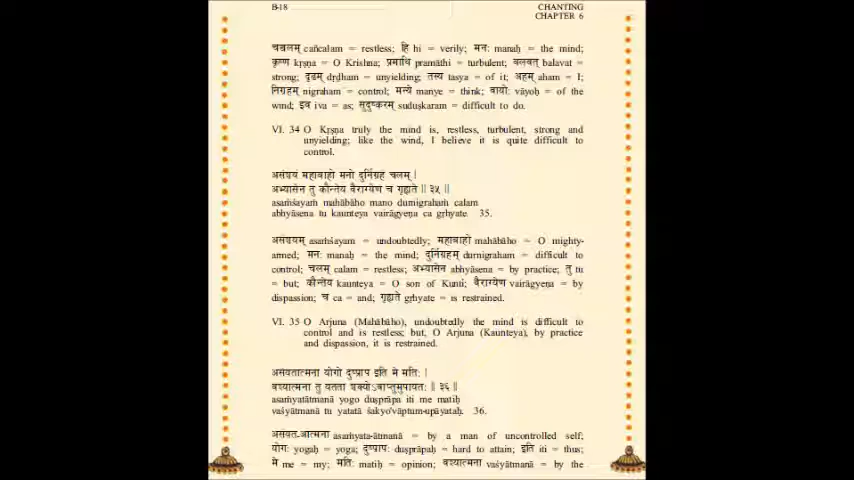 B-18
CHANTING
CHAPTER 6
चञ्चलम् cañcalam = restless; हि hi = verily; मनः manaḥ = the mind;
कृष्ण kṛṣṇa = O Krishna; प्रमाथि pramāthi = turbulent; बलवत् balavat =
strong; दृढम् dṛḍham = unyielding; तस्य tasya = of it; अहम् aham = I;
निग्रहम् nigraham = control; मन्ये manye = think; वायोः vāyoḥ = of the
wind; इव iva = as; सुदुष्करम् suduṣkaram = difficult to do.
VI. 34 O Kṛṣṇa truly the mind is, restless, turbulent, strong and
unyielding; like the wind, I believe it is quite difficult to
control.
असंशयं महाबाहो मनो दुर्निग्रहं चलम् |
अभ्यासेन तु कौन्तेय वैराग्येण च गृह्यते || ३५ ||
asaṁśayaṁ mahābāho mano durnigrahaṁ calam
abhyāsena tu kaunteya vairāgyeṇa ca gṛhyate 35.
असंशयम् asaṁśayam = undoubtedly; महाबाहो mahābāho = O mighty-
armed; मनः manaḥ = the mind; दुर्निग्रहम् durnigraham = difficult to
control; चलम् calam = restless; अभ्यासेन abhyāsena = by practice; तु tu
= but; कौन्तेय kaunteya = O son of Kunti; वैराग्येण vairāgyeṇa = by
dispassion; च ca = and; गृह्यते gṛhyate = is restrained.
VI. 35 O Arjuna (Mahābāho), undoubtedly the mind is difficult to
control and is restless; but, O Arjuna (Kaunteya), by practice
and dispassion, it is restrained.
असंयतात्मना योगो दुष्प्राप इति मे मतिः |
वश्यात्मना तु यतता शक्योऽवाप्तुमुपायतः || ३६ ||
asaṁyatātmanā yogo duṣprāpa iti me matiḥ
vaśyātmanā tu yatatā śakyo'vāptum-upāyataḥ. 36.
असंयत-आत्मना asaṁyata-ātmanā = by a man of uncontrolled self;
योगः yogaḥ = yoga; दुष्प्रापः duṣprāpaḥ = hard to attain; इति iti = thus;
मे me = my; मतिः matiḥ = opinion; वश्यात्मना vaśyātmanā = by the